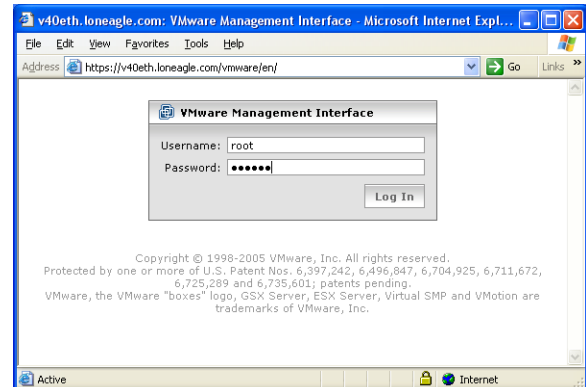 v40eth.loneagle.com: VMware Management Interface - Microsoft Internet Expl...
File Edit View Favorites Tools Help
Address https://v40eth.loneagle.com/vmware/en/ Go Links »
VMware Management Interface
Username: root
Password: ●●●●●●
Log In
Copyright © 1998-2005 VMware, Inc. All rights reserved.
Protected by one or more of U.S. Patent Nos. 6,397,242, 6,496,847, 6,704,925, 6,711,672,
6,725,289 and 6,735,601; patents pending.
VMware, the VMware "boxes" logo, GSX Server, ESX Server, Virtual SMP and VMotion are
trademarks of VMware, Inc.
Active Internet